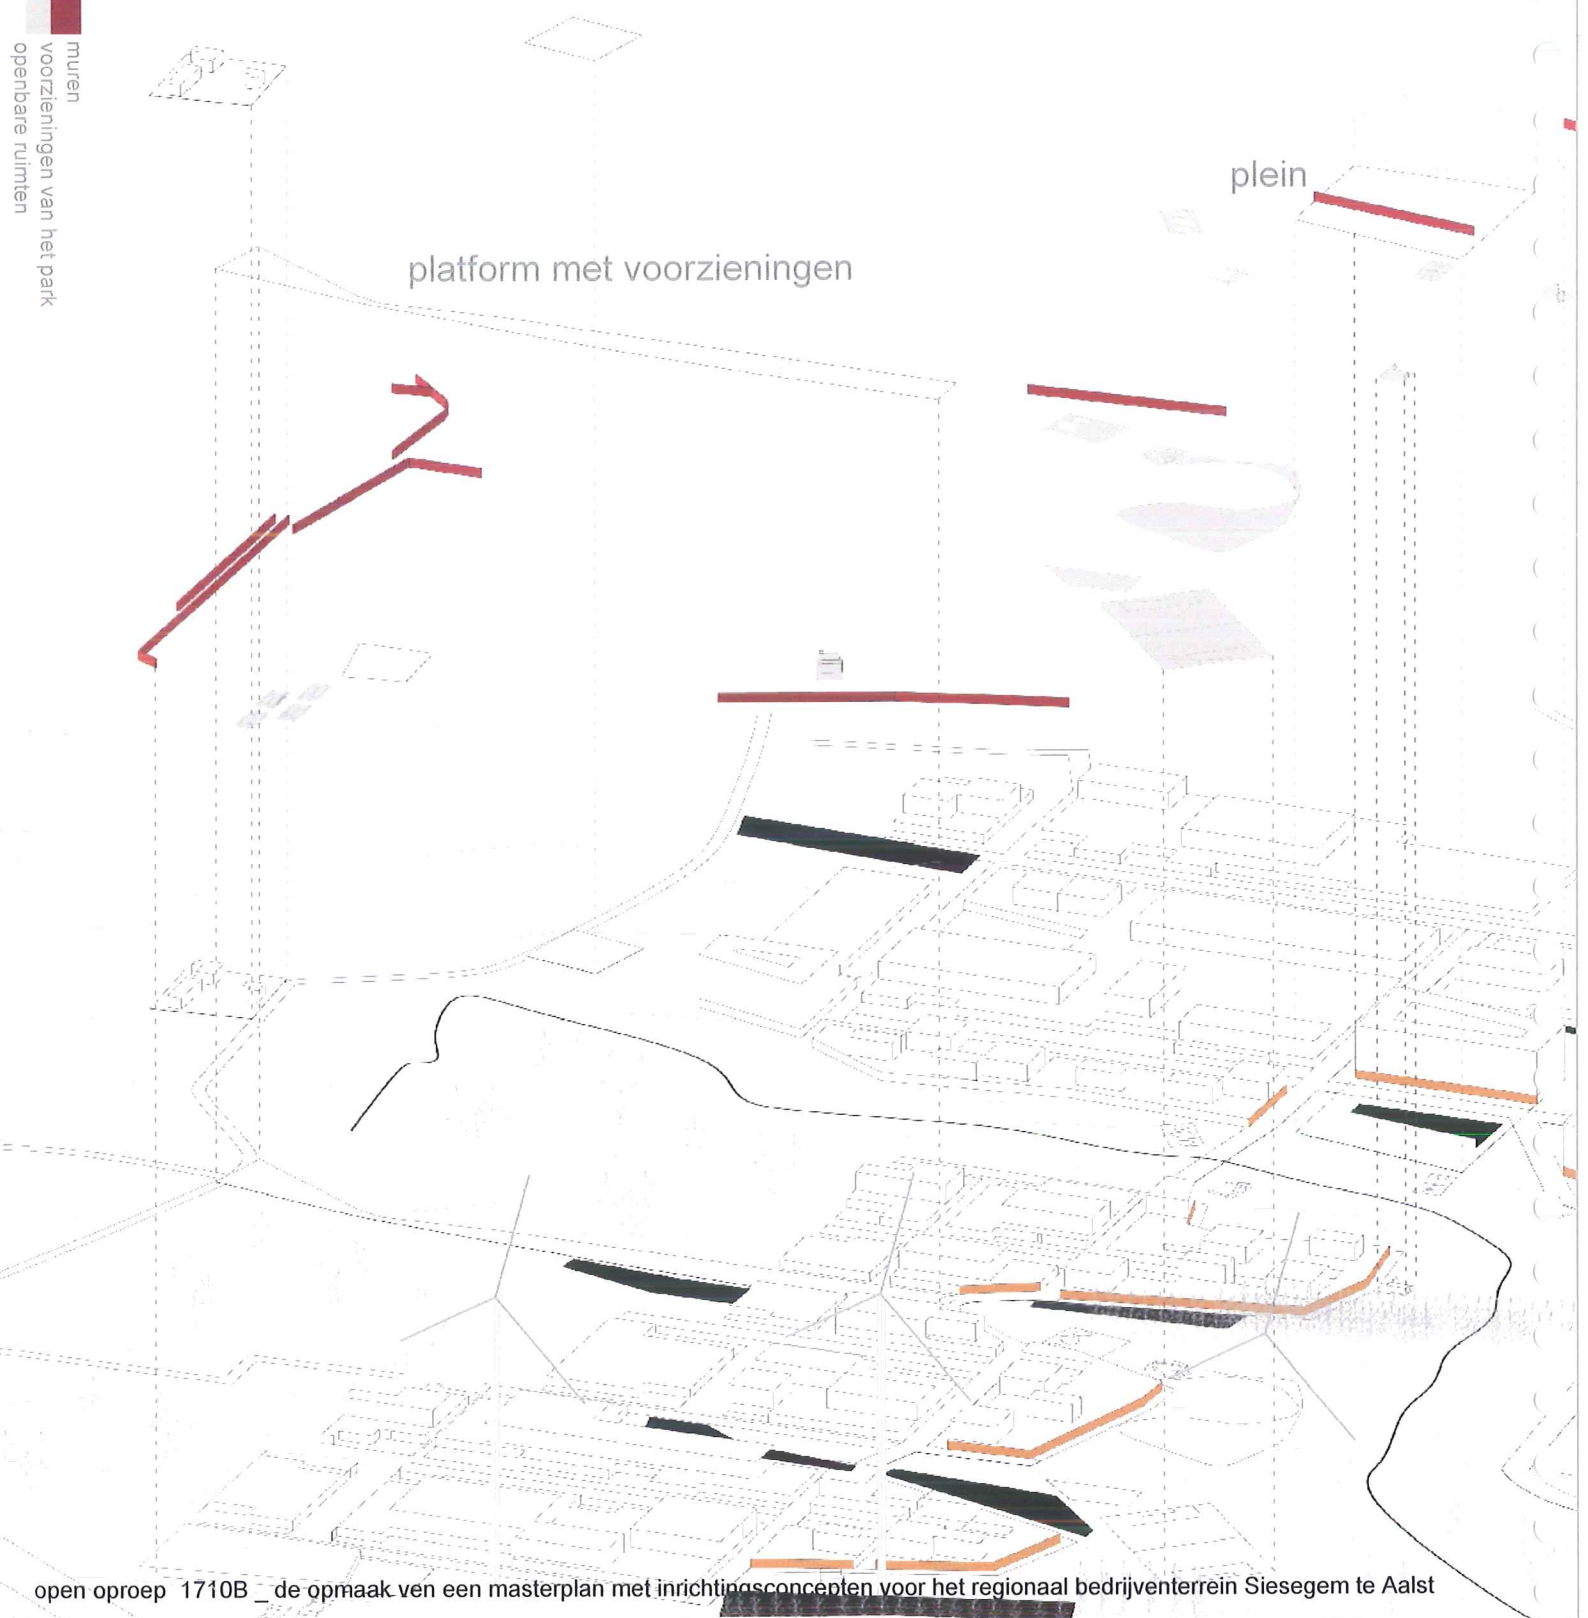 muren
voorzieningen van het park
openbare ruimten
plein
platform met voorzieningen
open oproep 1710B _ de opmaak ven een masterplan met inrichtingsconcepten voor het regionaal bedrijventerrein Siesegem te Aalst